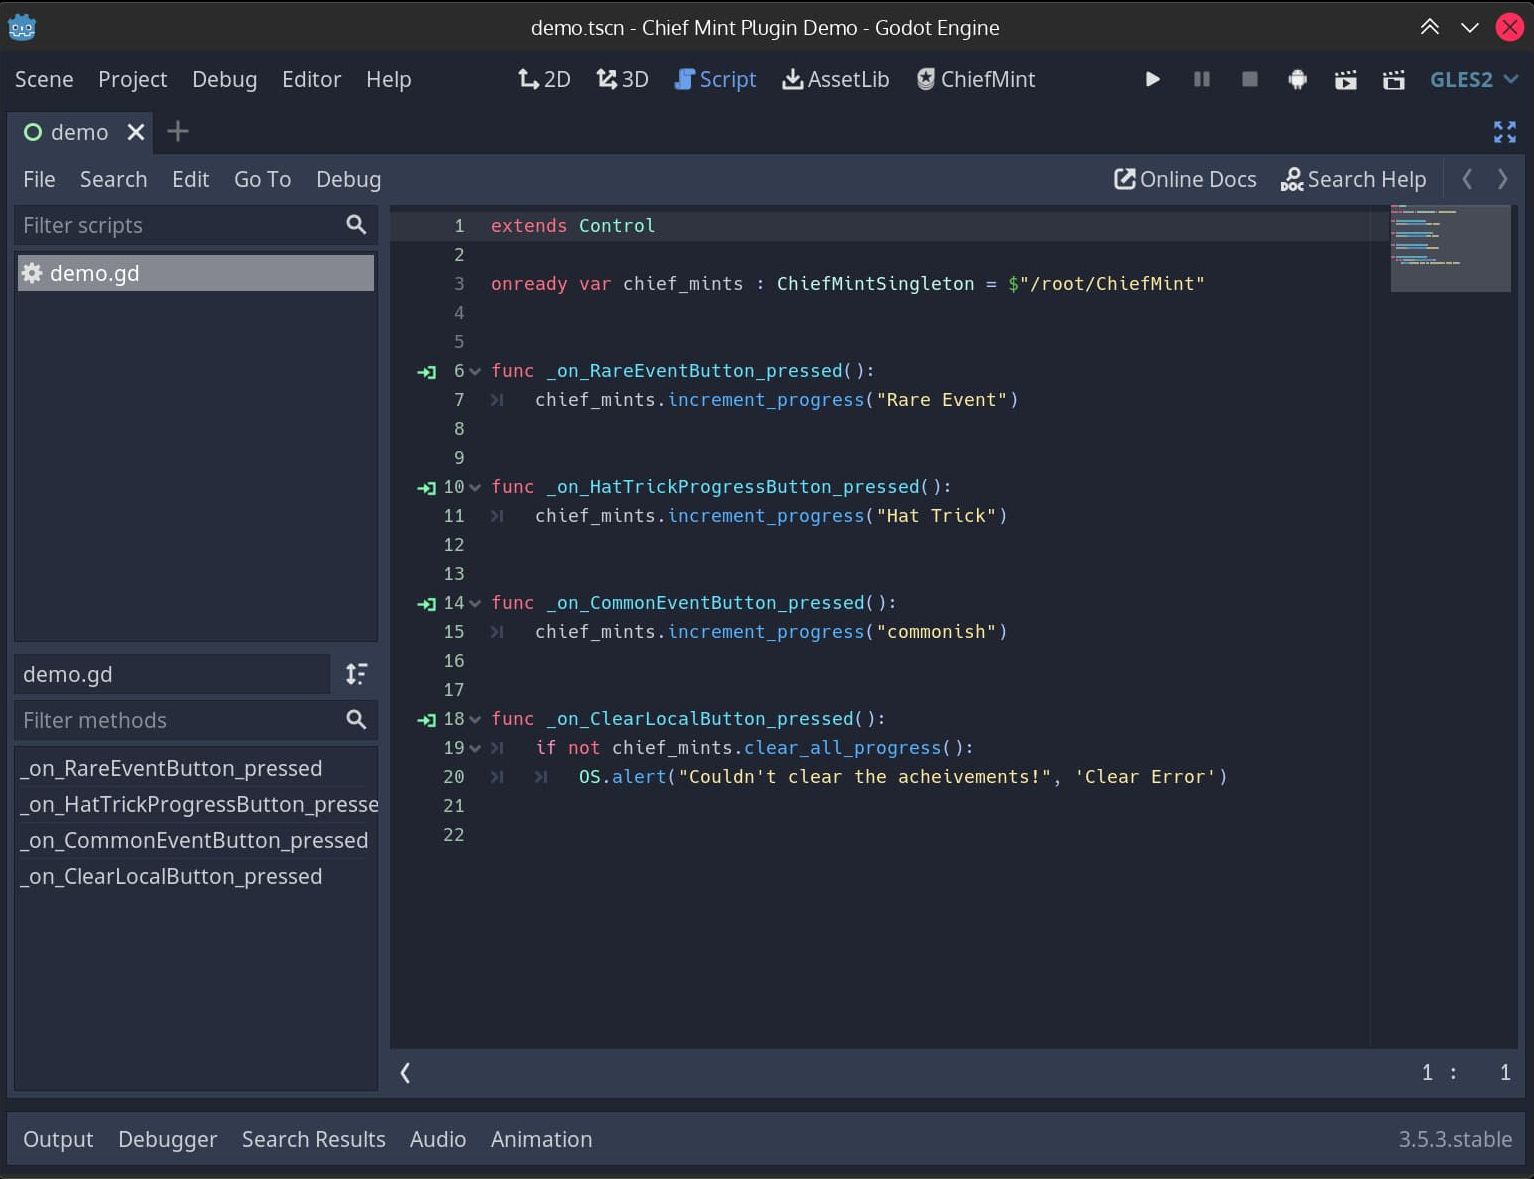 demo.tscn - Chief Mint Plugin Demo - Godot Engine
Scene Project Debug Editor Help 2D 3D Script AssetLib ChiefMint GLES2
demo
File Search Edit Go To Debug Online Docs DOC Search Help
Filter scripts
demo.gd
demo.gd
Filter methods
_on_RareEventButton_pressed
_on_HatTrickProgressButton_presse
_on_CommonEventButton_pressed
_on_ClearLocalButton_pressed
1 extends Control
2
3 onready var chief_mints : ChiefMintSingleton = $"/root/ChiefMint"
4
5
6 func _on_RareEventButton_pressed():
7 chief_mints.increment_progress("Rare Event")
8
9
10 func _on_HatTrickProgressButton_pressed():
11 chief_mints.increment_progress("Hat Trick")
12
13
14 func _on_CommonEventButton_pressed():
15 chief_mints.increment_progress("commonish")
16
17
18 func _on_ClearLocalButton_pressed():
19 if not chief_mints.clear_all_progress():
20 OS.alert("Couldn't clear the acheivements!", 'Clear Error')
21
22
1 : 1
Output Debugger Search Results Audio Animation 3.5.3.stable